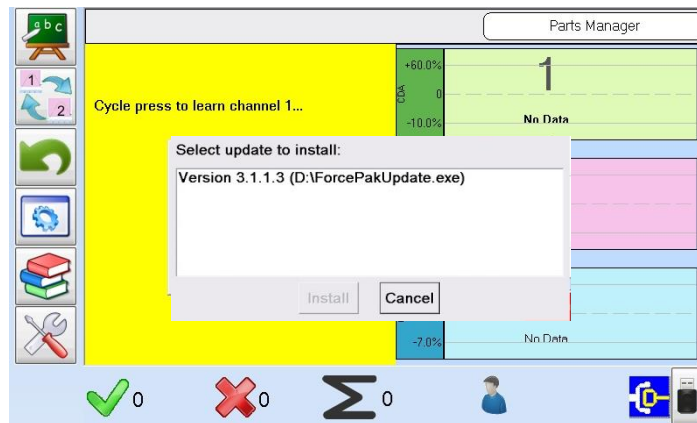 abc
Parts Manager
1
2
Cycle press to learn channel 1...
+60.0%
CDA
0
-10.0%
1
No Data
Select update to install:
Version 3.1.1.3 (D:\ForcePakUpdate.exe)
Install
Cancel
-7.0%
No Data
0
0
0